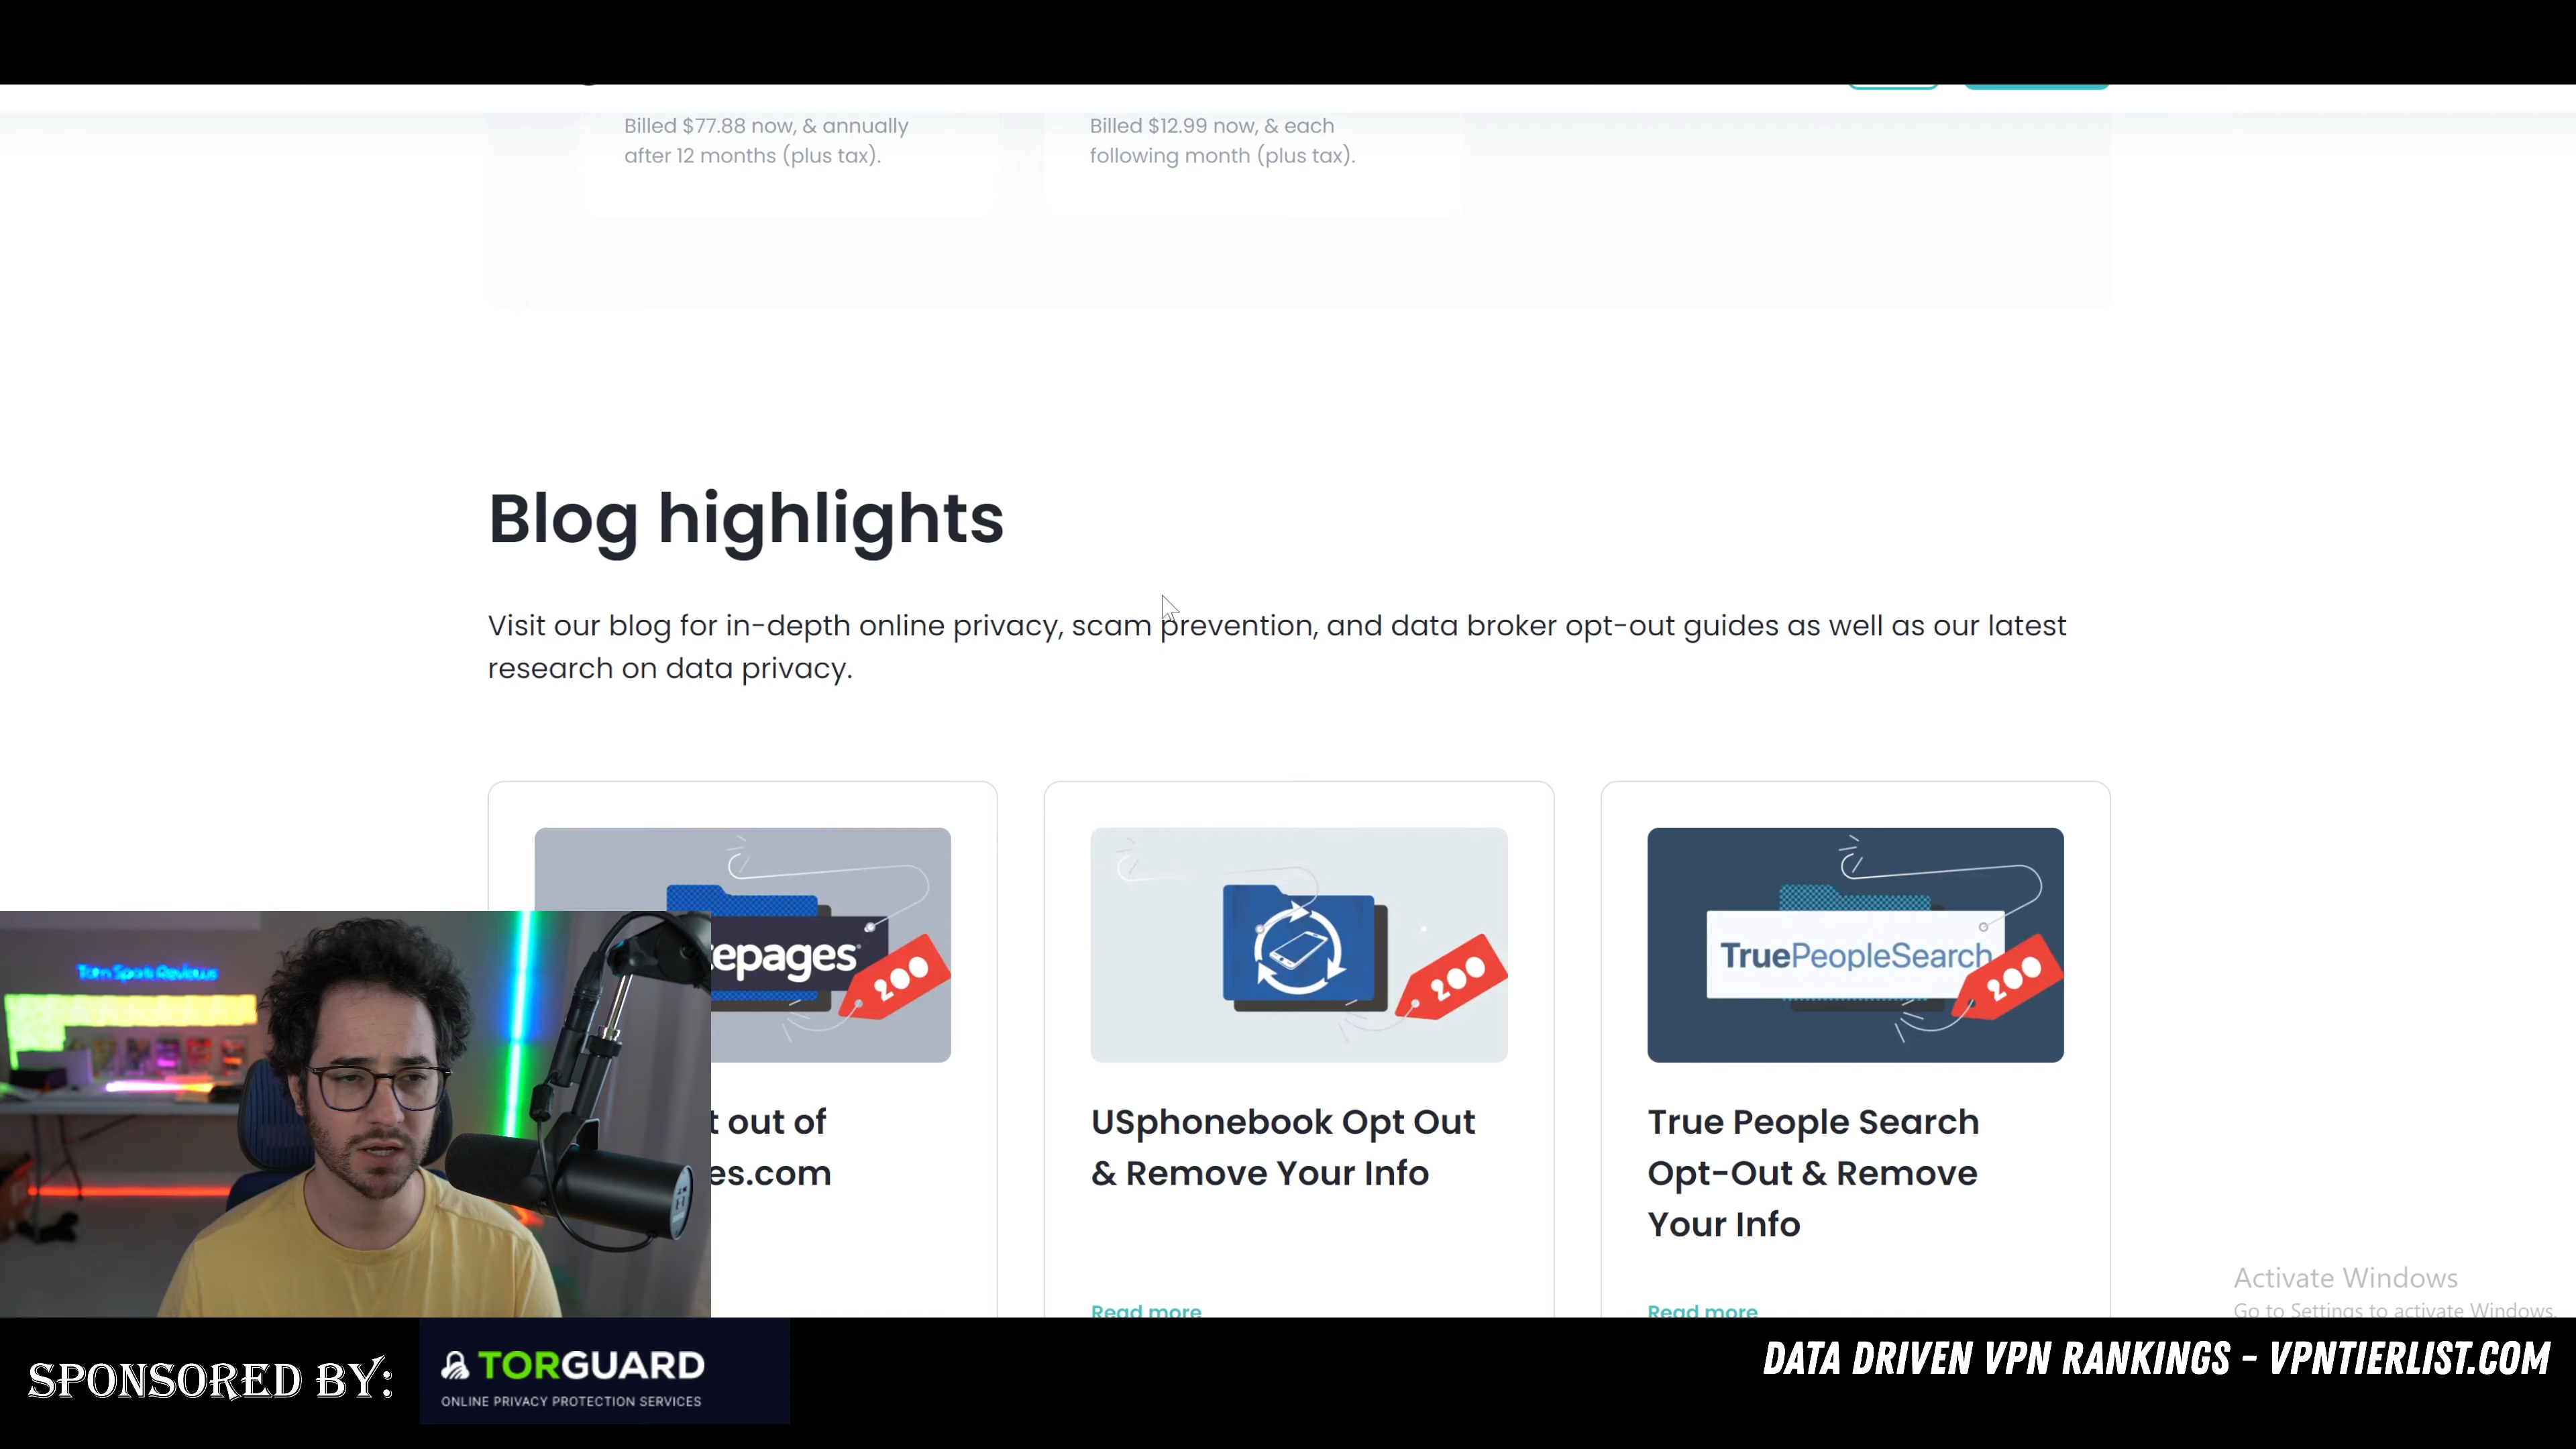 Billed $77.88 now, & annually
after 12 months (plus tax).
Billed $12.99 now, & each
following month (plus tax).
Blog highlights
Visit our blog for in-depth online privacy, scam prevention, and data broker opt-out guides as well as our latest
research on data privacy.
epages
200
200
TruePeopleSearch
200
t out of
es.com
USphonebook Opt Out
& Remove Your Info
True People Search
Opt-Out & Remove
Your Info
Read more
Read more
Tom Spark Reviews
Activate Windows
Go to Settings to activate Windows.
SPONSORED BY:
TORGUARD
ONLINE PRIVACY PROTECTION SERVICES
DATA DRIVEN VPN RANKINGS - VPNTIERLIST.COM